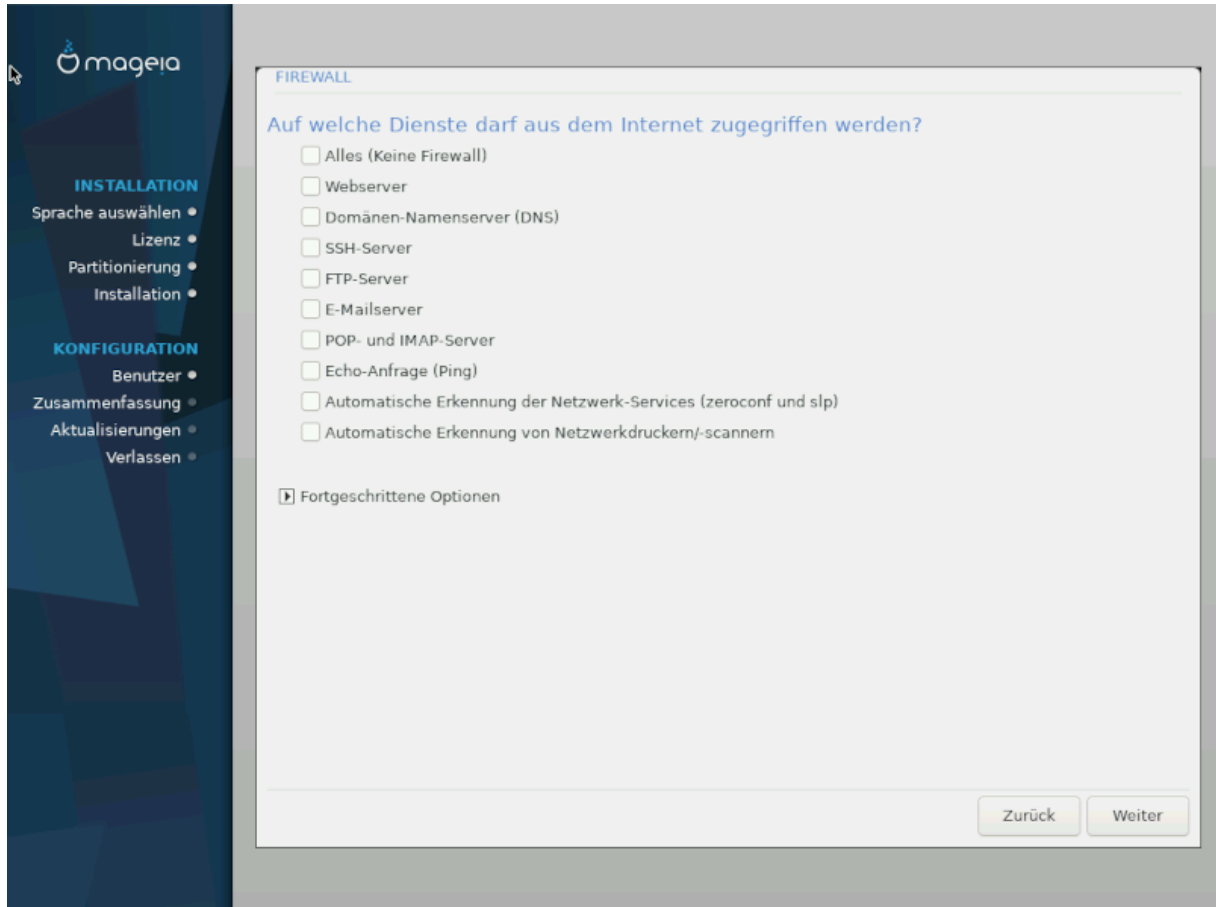 mageia
INSTALLATION
Sprache auswählen
Lizenz
Partitionierung
Installation
KONFIGURATION
Benutzer
Zusammenfassung
Aktualisierungen
Verlassen
FIREWALL
Auf welche Dienste darf aus dem Internet zugegriffen werden?
Alles (Keine Firewall)
Webserver
Domänen-Namenserver (DNS)
SSH-Server
FTP-Server
E-Mailserver
POP- und IMAP-Server
Echo-Anfrage (Ping)
Automatische Erkennung der Netzwerk-Services (zeroconf und slp)
Automatische Erkennung von Netzwerkdruckern/-scannern
Fortgeschrittene Optionen
Zurück
Weiter